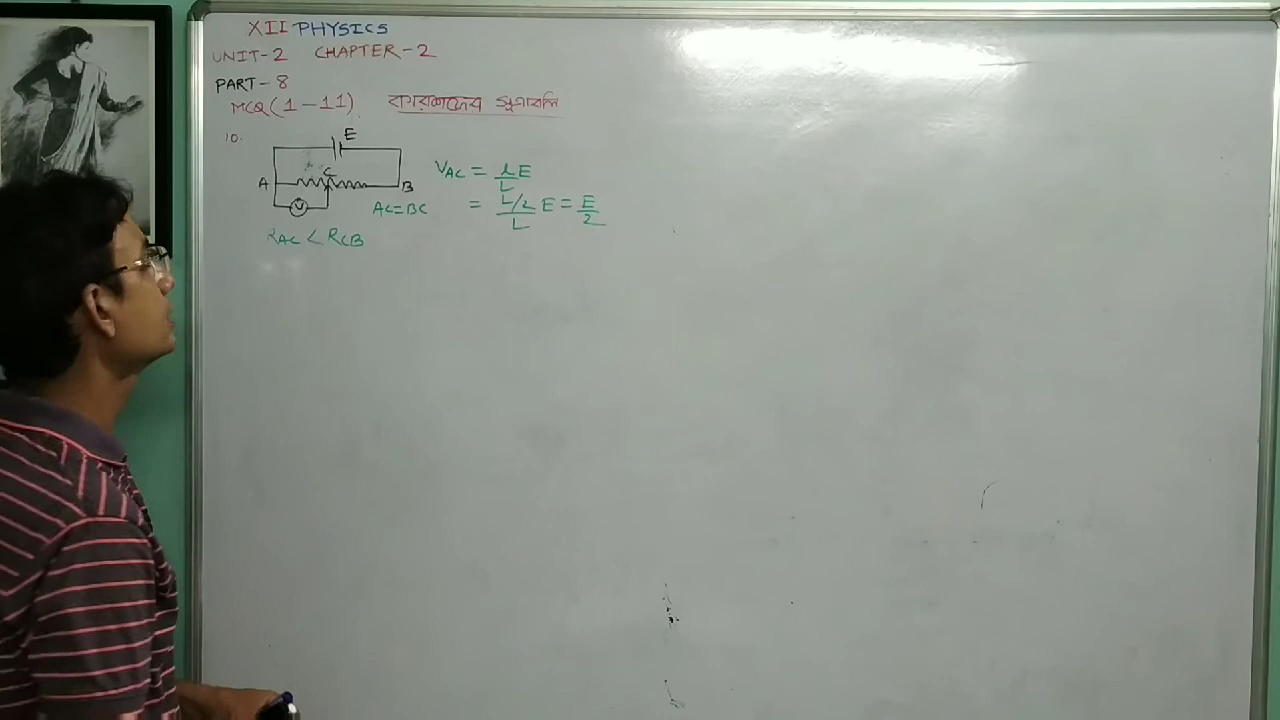 XII PHYSICS
UNIT-2 CHAPTER-2
PART-8
MCQ(1-11) কারশফের সূত্রাবলি
10.
E
A C B
V
AC=BC
R_AC < R_CB
V_AC = l/L E
= L/2/L E = E/2